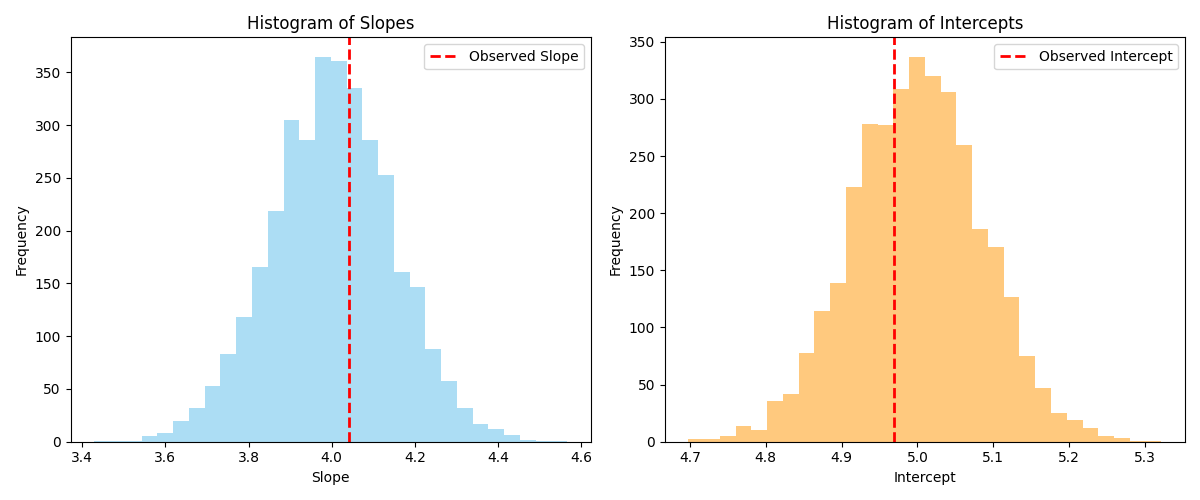 Histogram of Slopes
Observed Slope
Frequency
350
300
250
200
150
100
50
0
3.4 3.6 3.8 4.0 4.2 4.4 4.6
Slope
Histogram of Intercepts
Observed Intercept
Frequency
350
300
250
200
150
100
50
0
4.7 4.8 4.9 5.0 5.1 5.2 5.3
Intercept